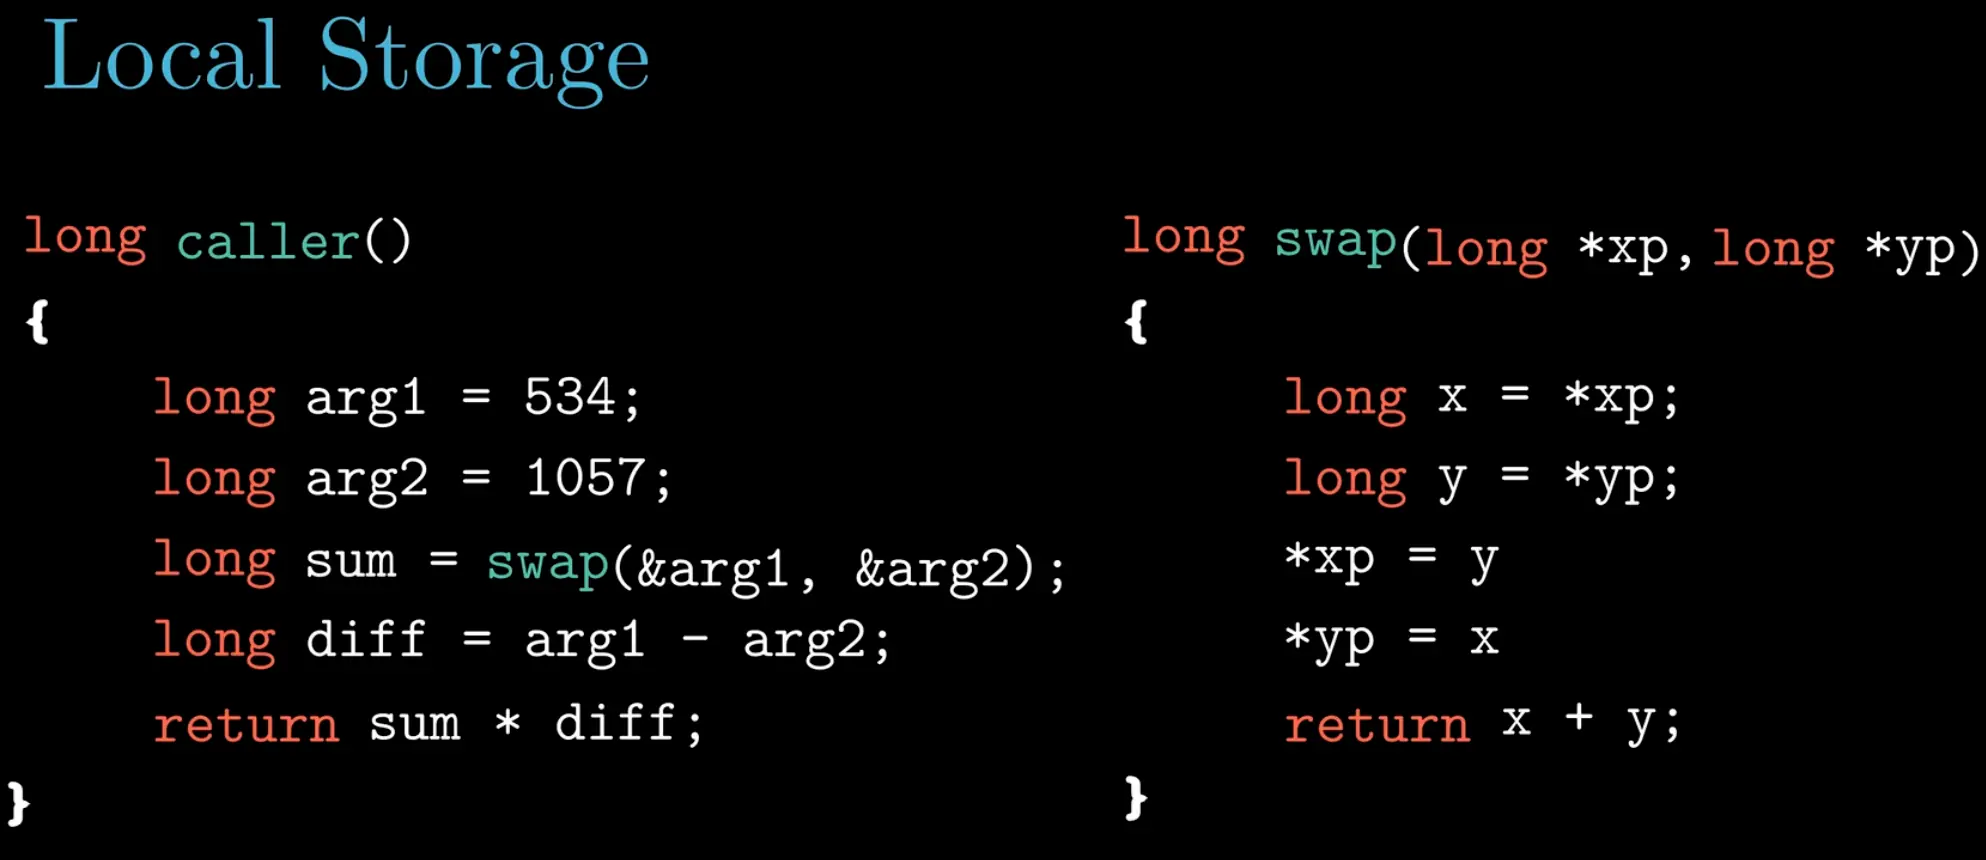 Local Storage
long caller()
{
long arg1 = 534;
long arg2 = 1057;
long sum = swap(&arg1, &arg2);
long diff = arg1 - arg2;
return sum * diff;
}
long swap(long *xp, long *yp)
{
long x = *xp;
long y = *yp;
*xp = y
*yp = x
return x + y;
}